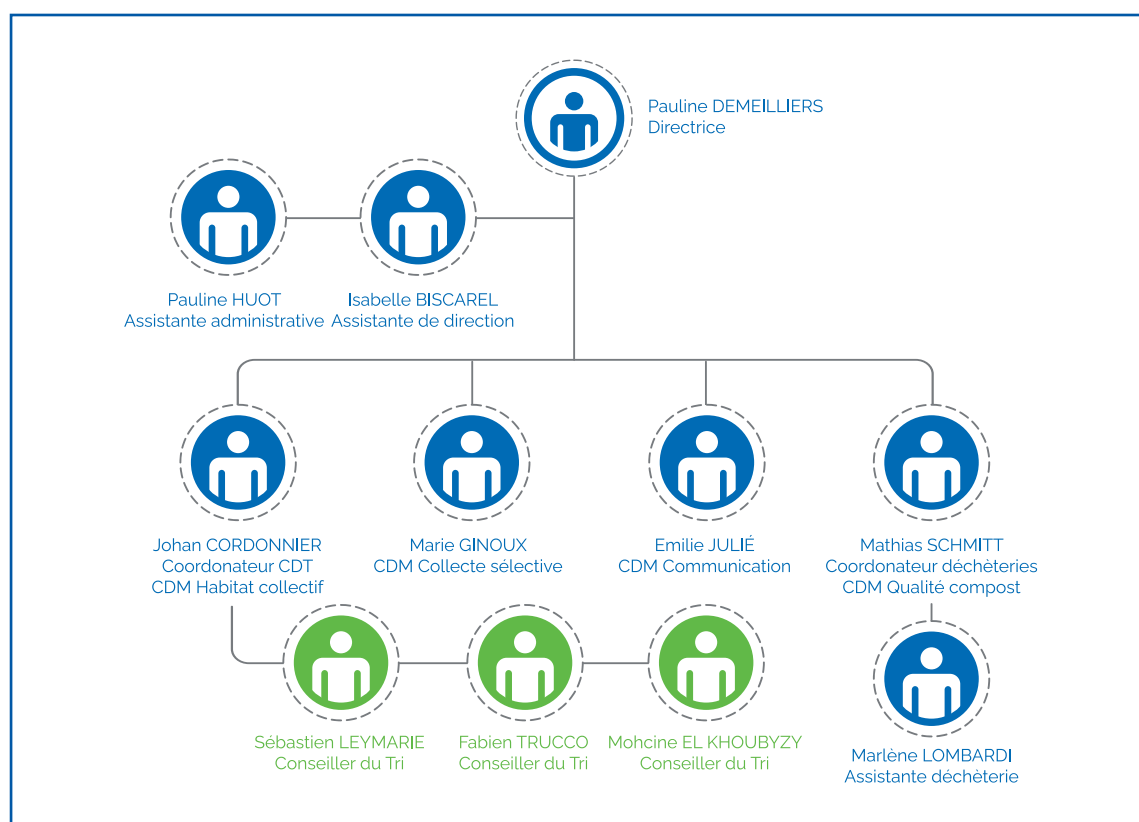 Pauline DEMEILLIERS
Directrice
Pauline HUOT
Assistante administrative
Isabelle BISCAREL
Assistante de direction
Johan CORDONNIER
Coordonateur CDT
CDM Habitat collectif
Marie GINOUX
CDM Collecte sélective
Emilie JULIÉ
CDM Communication
Mathias SCHMITT
Coordonateur déchèteries
CDM Qualité compost
Sébastien LEYMARIE
Conseiller du Tri
Fabien TRUCCO
Conseiller du Tri
Mohcine EL KHOUBYZY
Conseiller du Tri
Marlène LOMBARDI
Assistante déchèterie